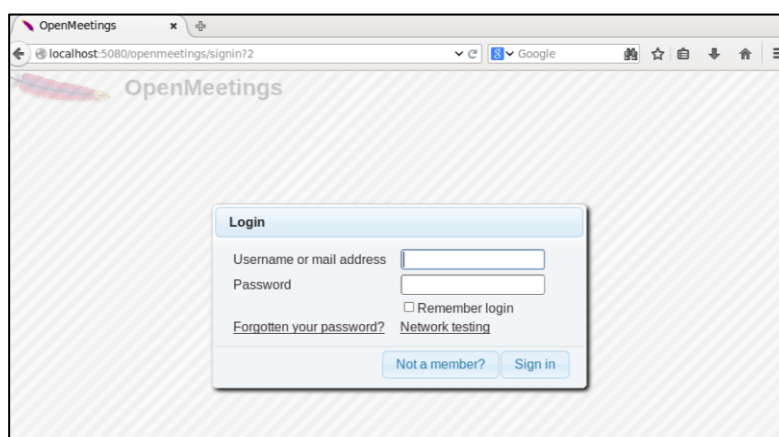 OpenMeetings
localhost:5080/openmeetings/signin?2
8 Google
OpenMeetings
Login
Username or mail address
Password
Remember login
Forgotten your password? Network testing
Not a member? Sign in